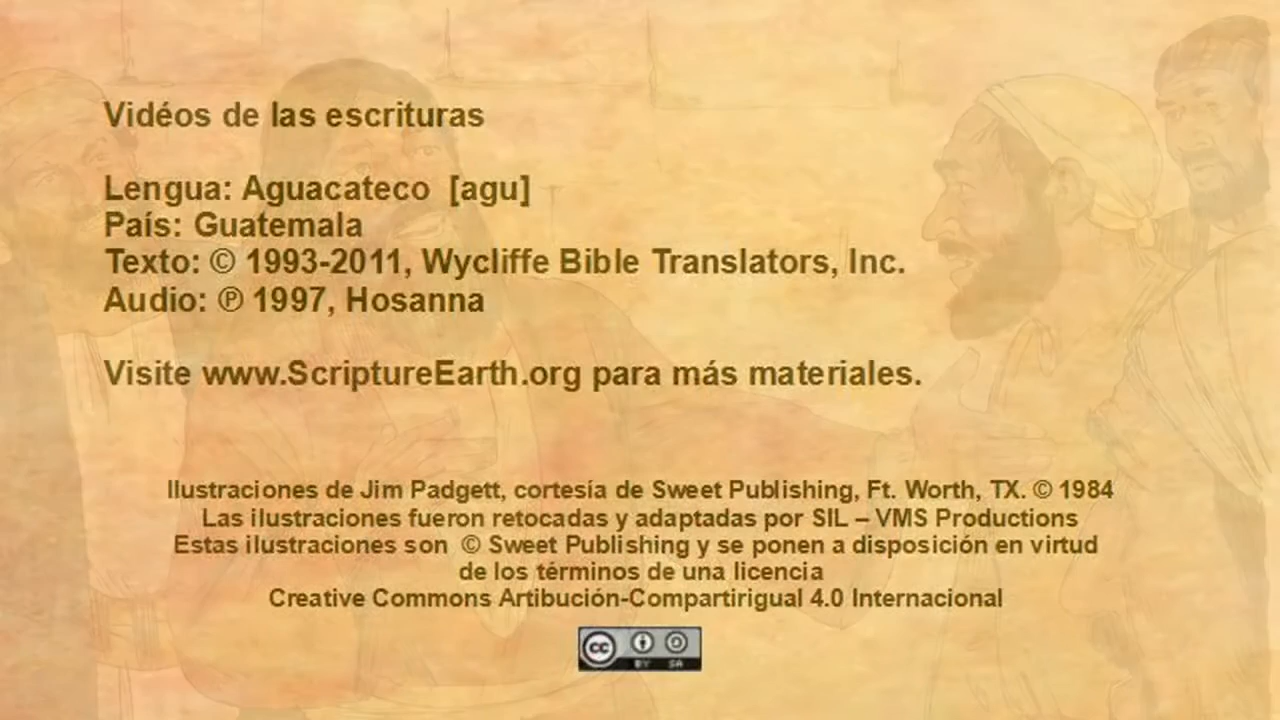 Vidéos de las escrituras
Lengua: Aguacateco [agu]
País: Guatemala
Texto: © 1993-2011, Wycliffe Bible Translators, Inc.
Audio: ℗ 1997, Hosanna
Visite www.ScriptureEarth.org para más materiales.
Ilustraciones de Jim Padgett, cortesía de Sweet Publishing, Ft. Worth, TX. © 1984
Las ilustraciones fueron retocadas y adaptadas por SIL – VMS Productions
Estas ilustraciones son © Sweet Publishing y se ponen a disposición en virtud
de los términos de una licencia
Creative Commons Artibución-Compartirigual 4.0 Internacional
cc BY SA